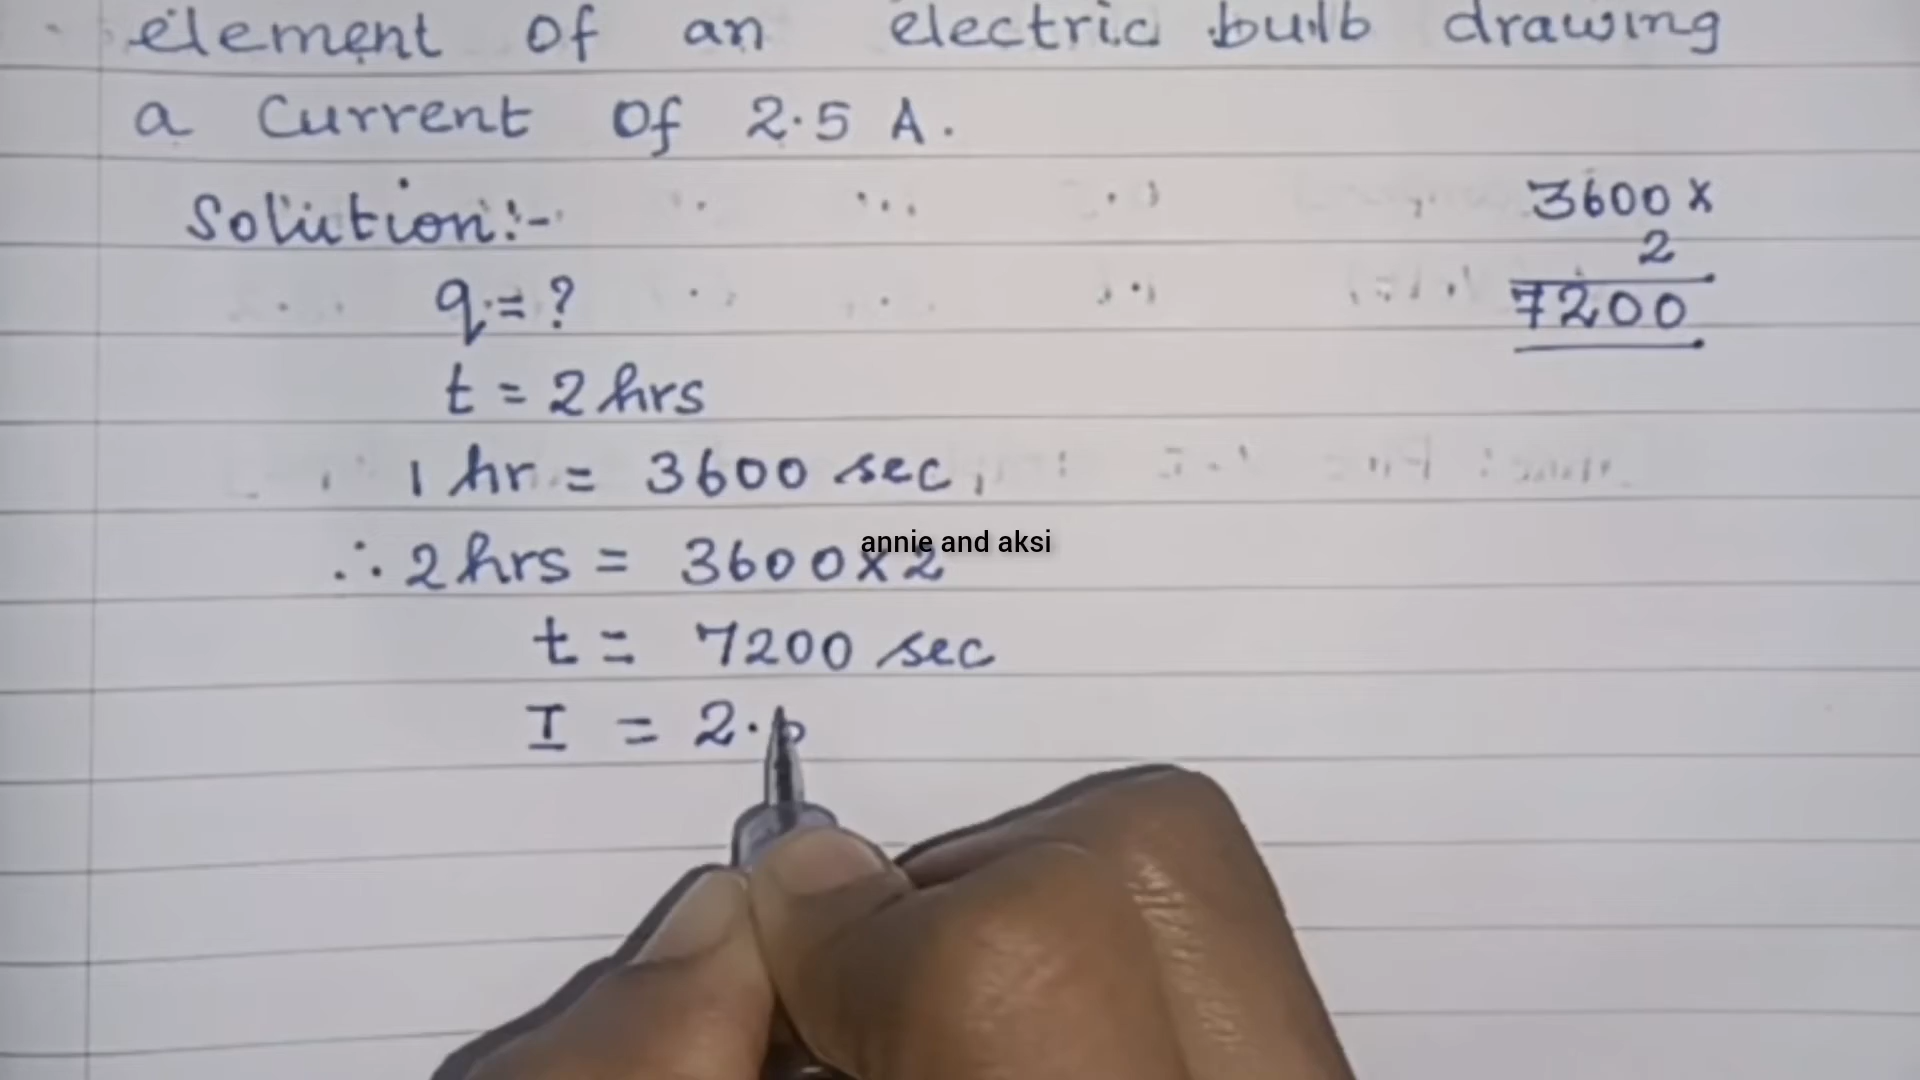 element of an electric bulb drawing
a current of 2.5 A.
Solution:-
q = ?
t = 2 hrs
1 hr = 3600 sec,
∴ 2 hrs = 3600 x 2
t = 7200 sec
I = 2.
3600 x
2
7200
annie and aksi